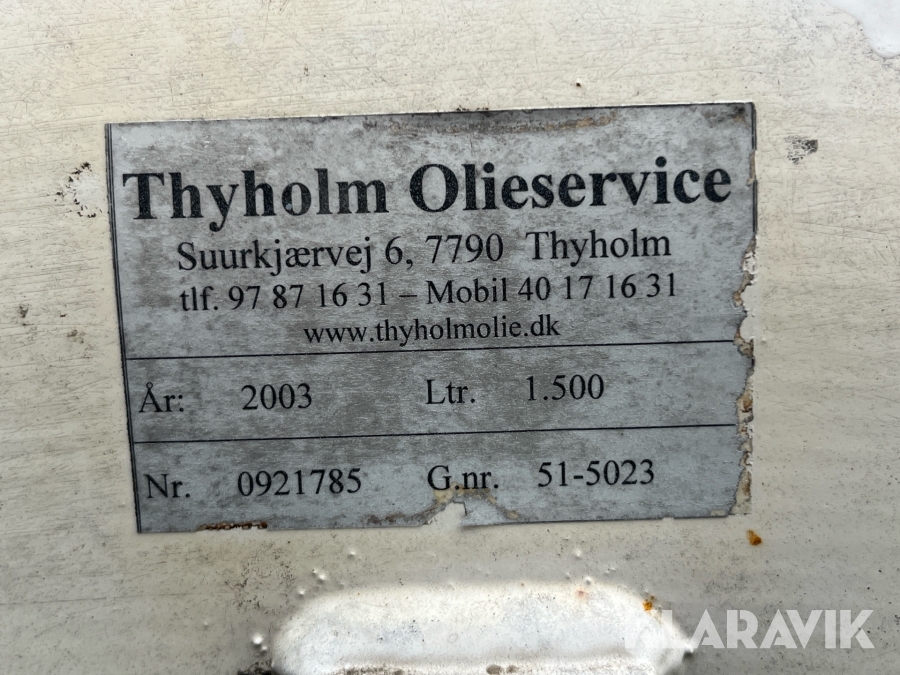 Thyholm Olieservice
Suurkjærvej 6, 7790 Thyholm
tlf. 97 87 16 31 – Mobil 40 17 16 31
www.thyholmolie.dk
År: 2003 Ltr. 1.500
Nr. 0921785 G.nr. 51-5023
KLARAVIK